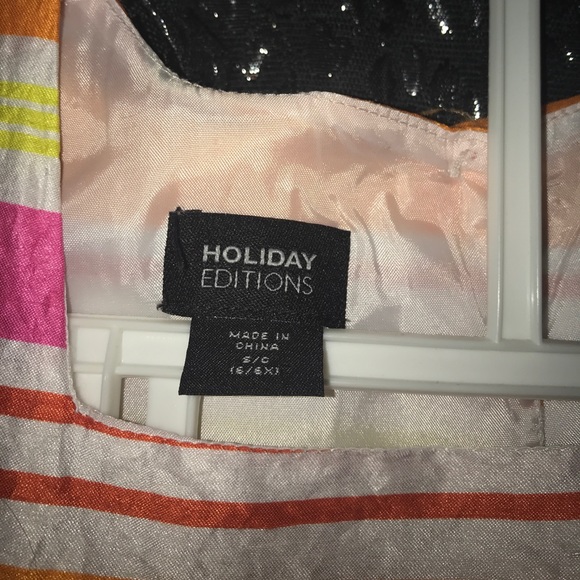 HOLIDAY
EDITIONS
MADE IN
CHINA
S/C
(6/6X)